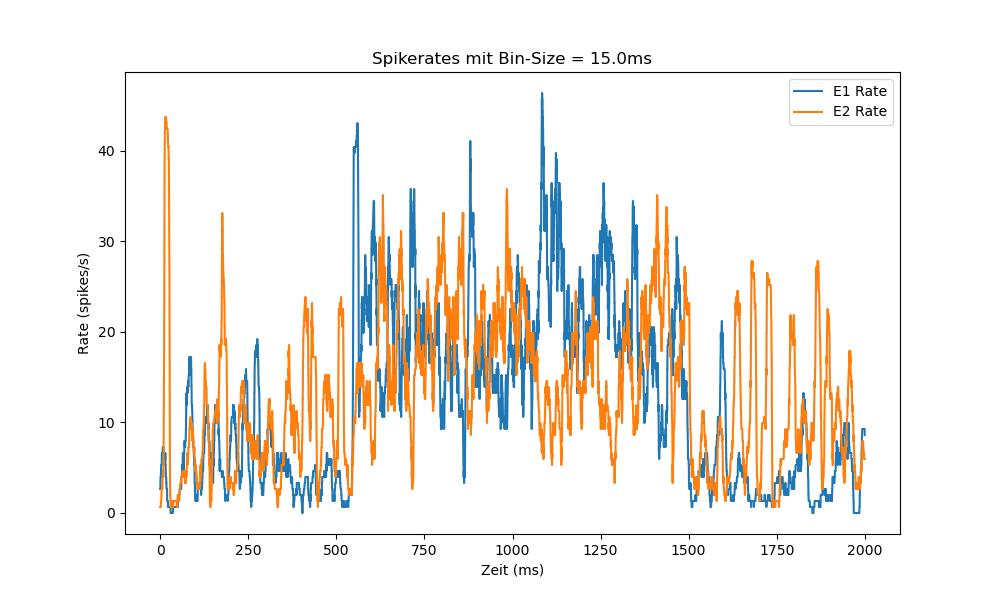 Spikerates mit Bin-Size = 15.0ms
E1 Rate
E2 Rate
40
30
20
10
0
Rate (spikes/s)
0 250 500 750 1000 1250 1500 1750 2000
Zeit (ms)